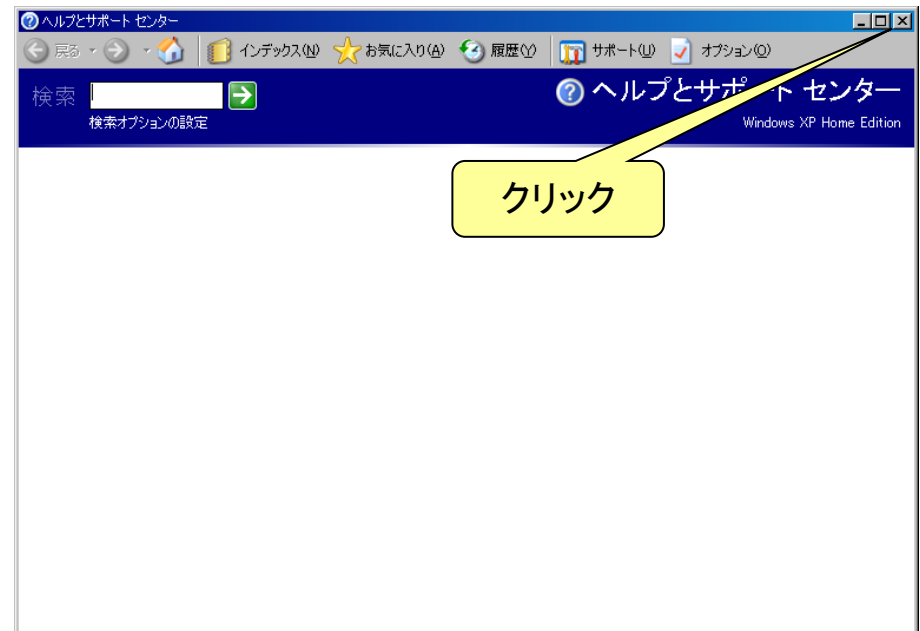 ヘルプとサポート センター
戻る インデックス(N) お気に入り(A) 履歴(Y) サポート(U) オプション(O)
検索
検索オプションの設定
ヘルプとサポート センター
Windows XP Home Edition
クリック